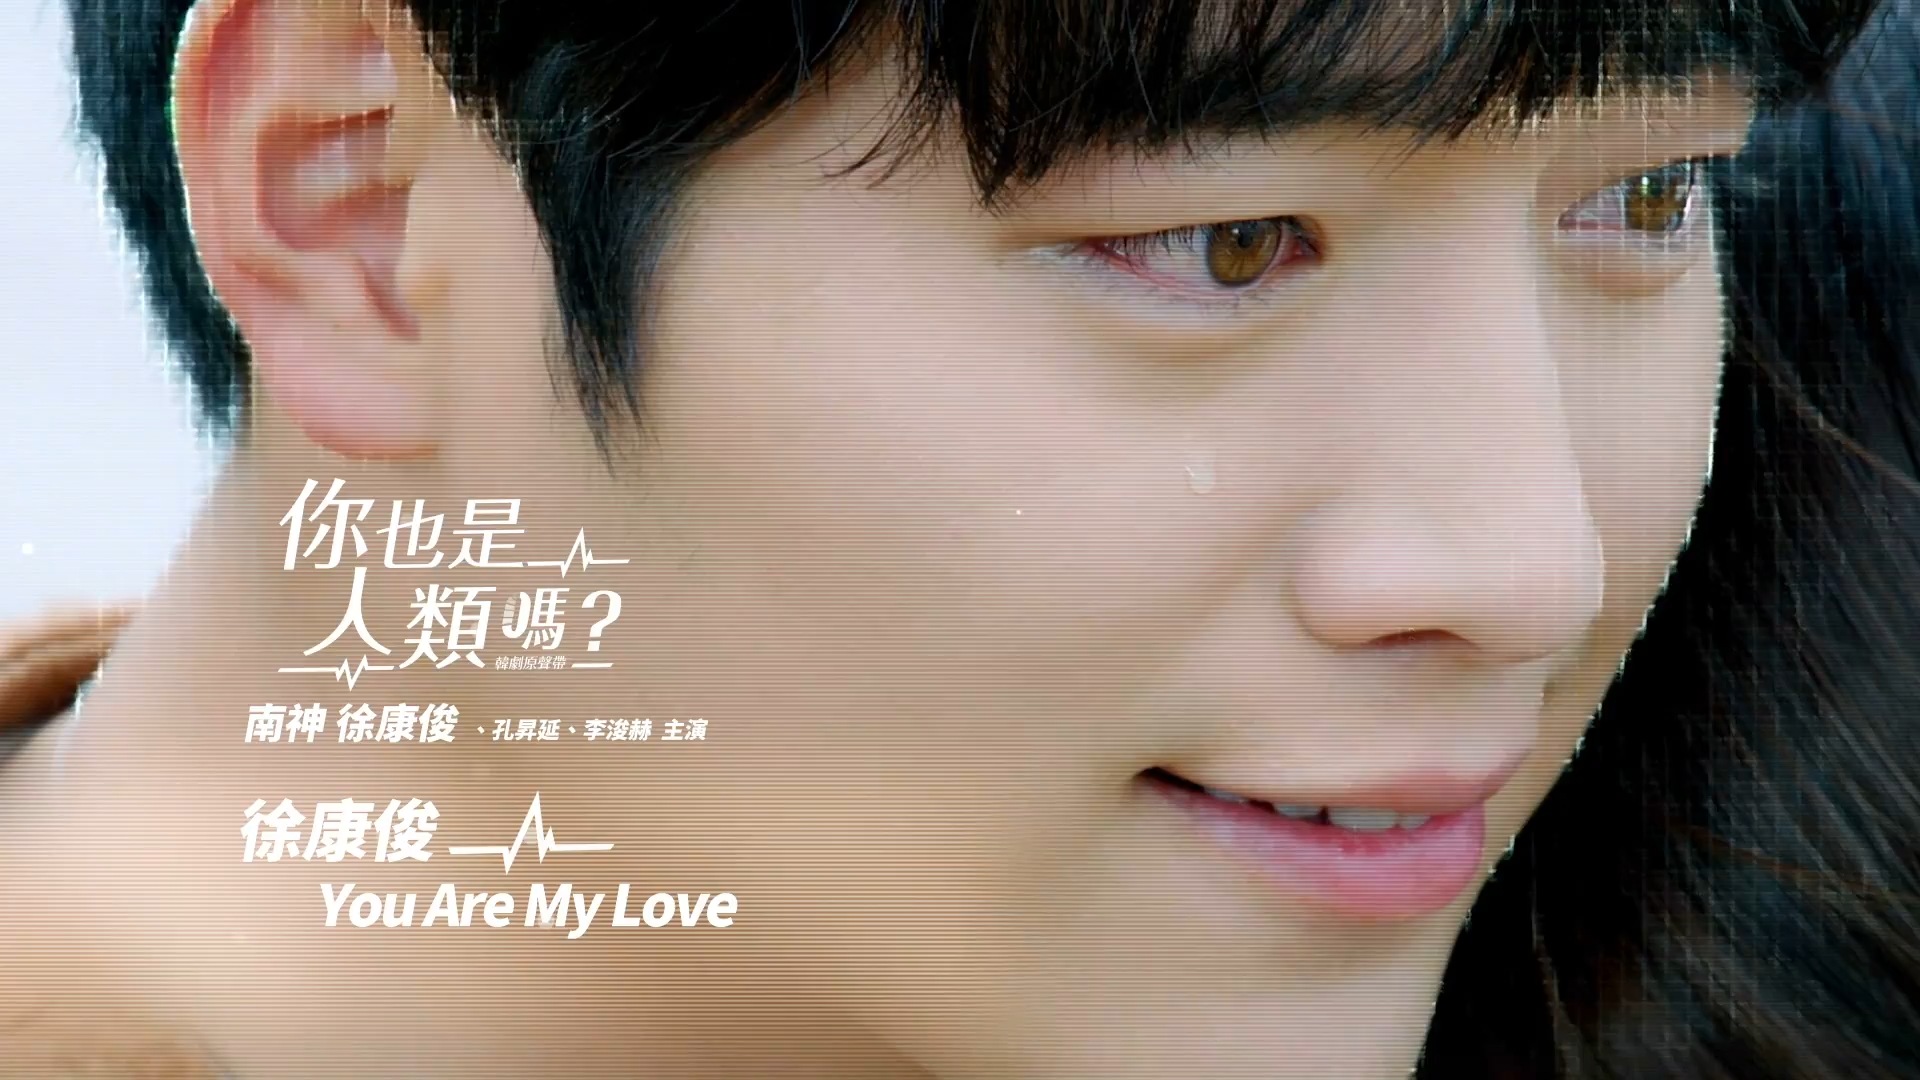 你也是
人類嗎?
韓劇原聲帶
南神 徐康俊 、孔昇延、李浚赫 主演
徐康俊
You Are My Love